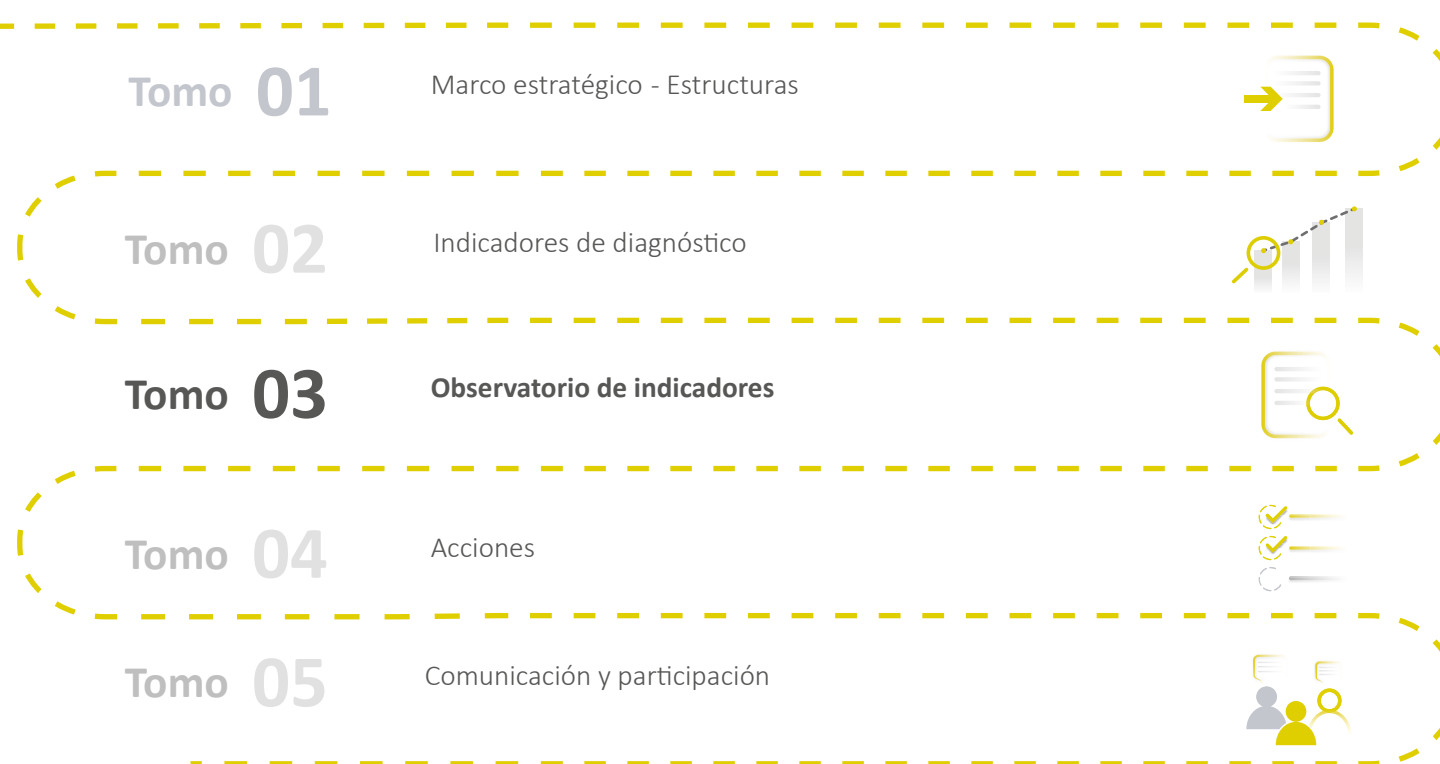 Tomo 01 Marco estratégico - Estructuras
Tomo 02 Indicadores de diagnóstico
Tomo 03 Observatorio de indicadores
Tomo 04 Acciones
Tomo 05 Comunicación y participación